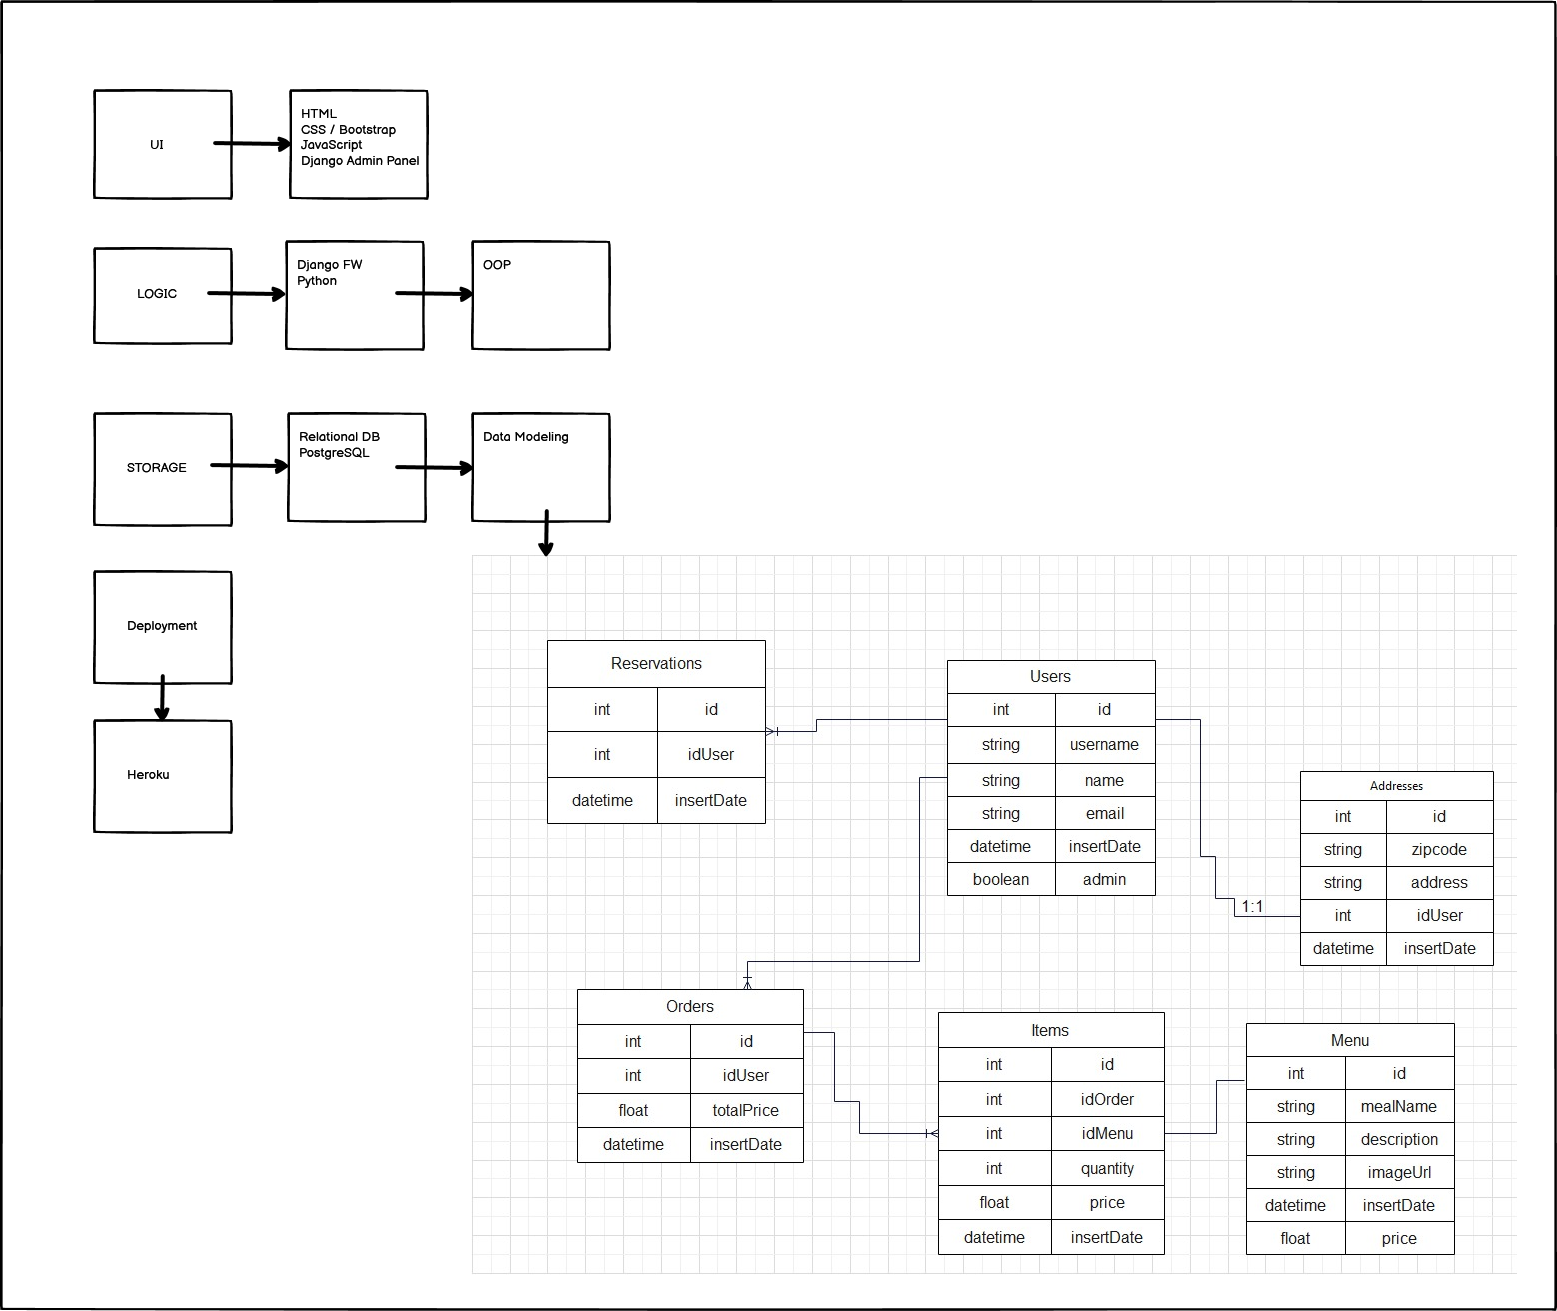 UI
HTML
CSS / Bootstrap
JavaScript
Django Admin Panel
LOGIC
Django FW
Python
OOP
STORAGE
Relational DB
PostgreSQL
Data Modeling
Deployment
Heroku
Reservations
int id
int idUser
datetime insertDate
Users
int id
string username
string name
string email
datetime insertDate
boolean admin
1:1
Addresses
int id
string zipcode
string address
int idUser
datetime insertDate
Orders
int id
int idUser
float totalPrice
datetime insertDate
Items
int id
int idOrder
int idMenu
int quantity
float price
datetime insertDate
Menu
int id
string mealName
string description
string imageUrl
datetime insertDate
float price